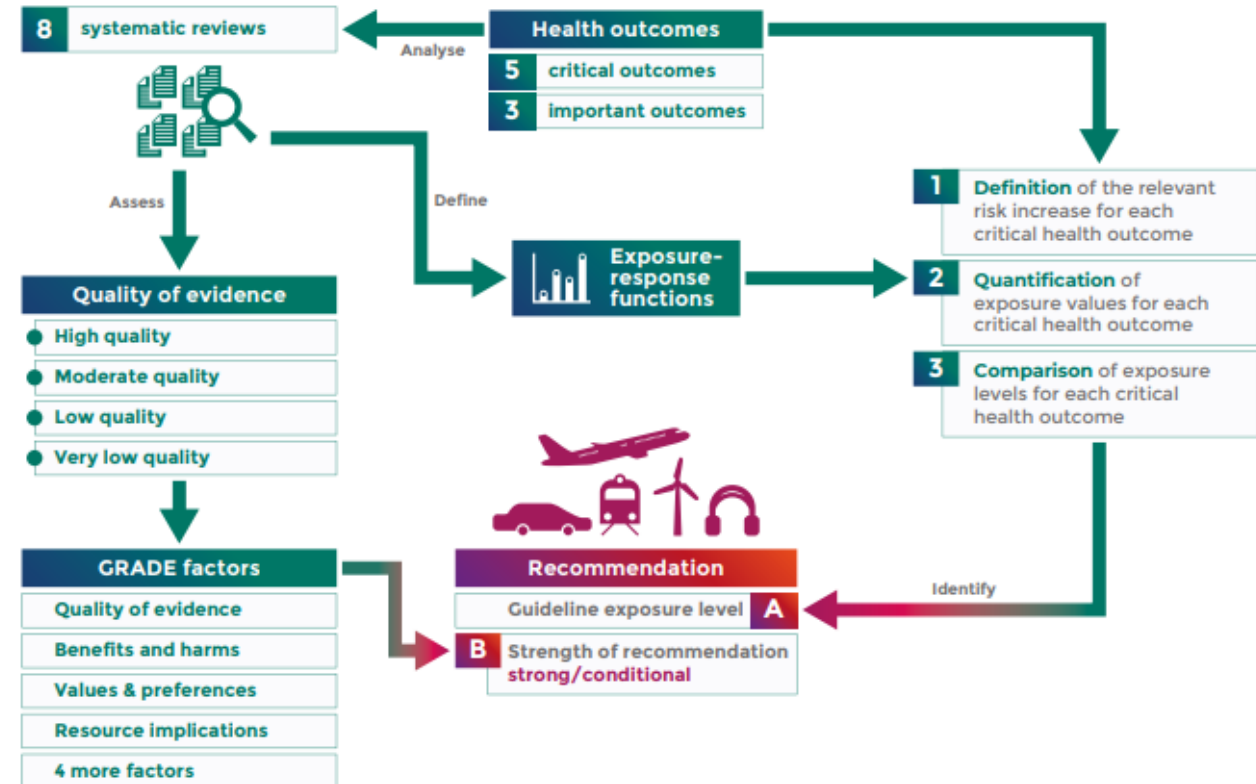 8 systematic reviews
Analyse
Health outcomes
5 critical outcomes
3 important outcomes
Assess
Define
1 Definition of the relevant
risk increase for each
critical health outcome
2 Quantification of
exposure values for each
critical health outcome
3 Comparison of exposure
levels for each critical
health outcome
Exposure-
response
functions
Quality of evidence
High quality
Moderate quality
Low quality
Very low quality
GRADE factors
Quality of evidence
Benefits and harms
Values & preferences
Resource implications
4 more factors
Recommendation
Guideline exposure level A
B Strength of recommendation
strong/conditional
Identify